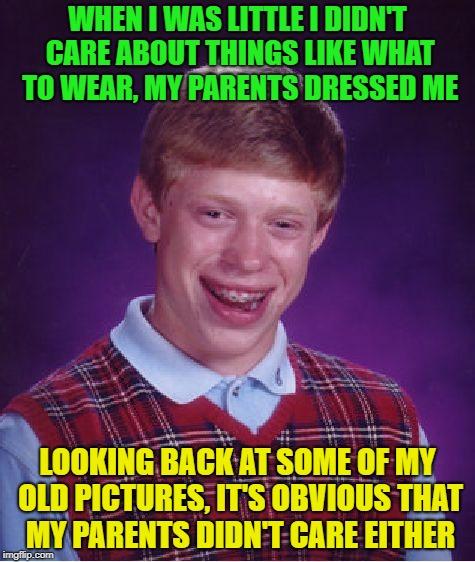 WHEN I WAS LITTLE I DIDN'T
CARE ABOUT THINGS LIKE WHAT
TO WEAR, MY PARENTS DRESSED ME
LOOKING BACK AT SOME OF MY
OLD PICTURES, IT'S OBVIOUS THAT
MY PARENTS DIDN'T CARE EITHER
imgflip.com